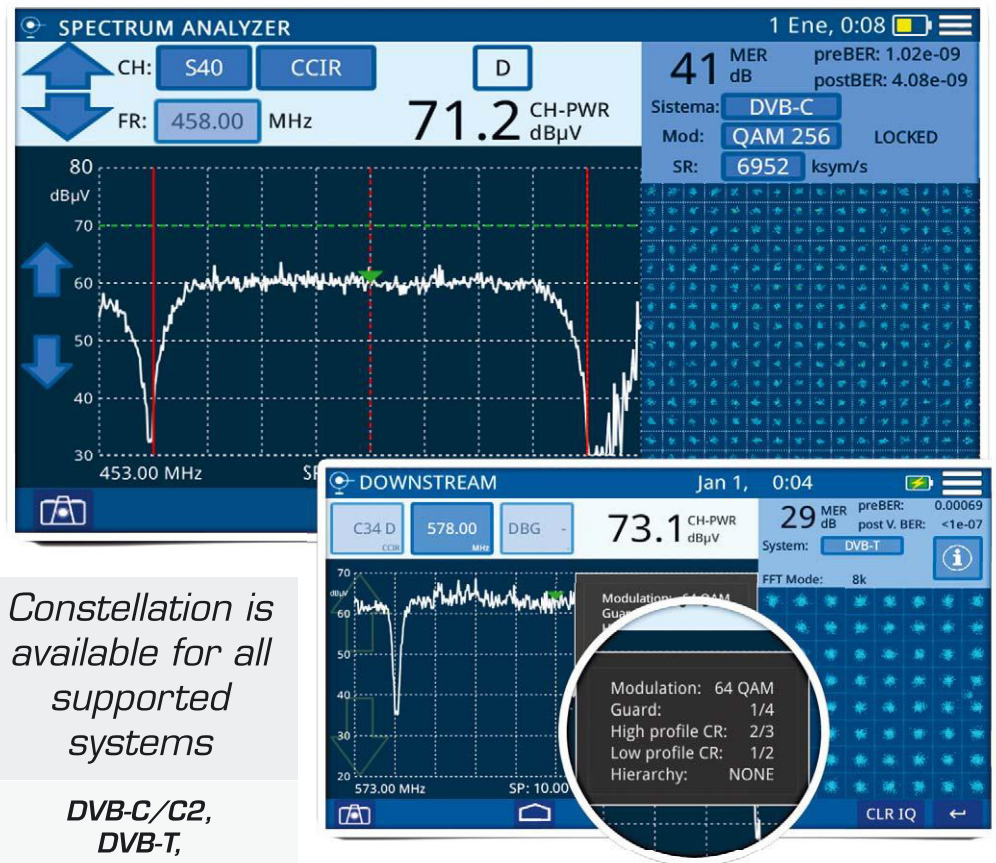 SPECTRUM ANALYZER
1 Ene, 0:08
CH: S40 CCIR D
FR: 458.00 MHz
71.2 CH-PWR dBµV
41 MER dB
preBER: 1.02e-09
postBER: 4.08e-09
Sistema: DVB-C
Mod: QAM 256 LOCKED
SR: 6952 ksym/s
80
dBµV
70
60
50
40
30
453.00 MHz
SP
DOWNSTREAM
Jan 1, 0:04
C34 D CCIR
578.00 MHz
DBG -
73.1 CH-PWR dBµV
29 MER dB
preBER: 0.00069
post V. BER: <1e-07
System: DVB-T
i
FFT Mode: 8k
70
dBµV
60
50
40
30
20
573.00 MHz
SP: 10.00
Modulation: 64 QAM
Gua
Modulation: 64 QAM
Guard: 1/4
High profile CR: 2/3
Low profile CR: 1/2
Hierarchy: NONE
CLR IQ
Constellation is
available for all
supported
systems
DVB-C/C2,
DVB-T,